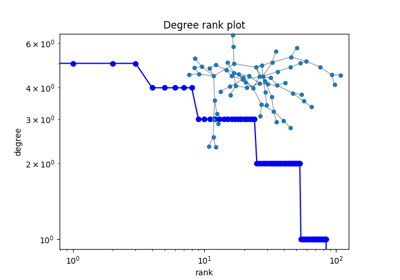 Degree rank plot
degree
6 × 10⁰
4 × 10⁰
3 × 10⁰
2 × 10⁰
10⁰
10⁰ 10¹ 10²
rank